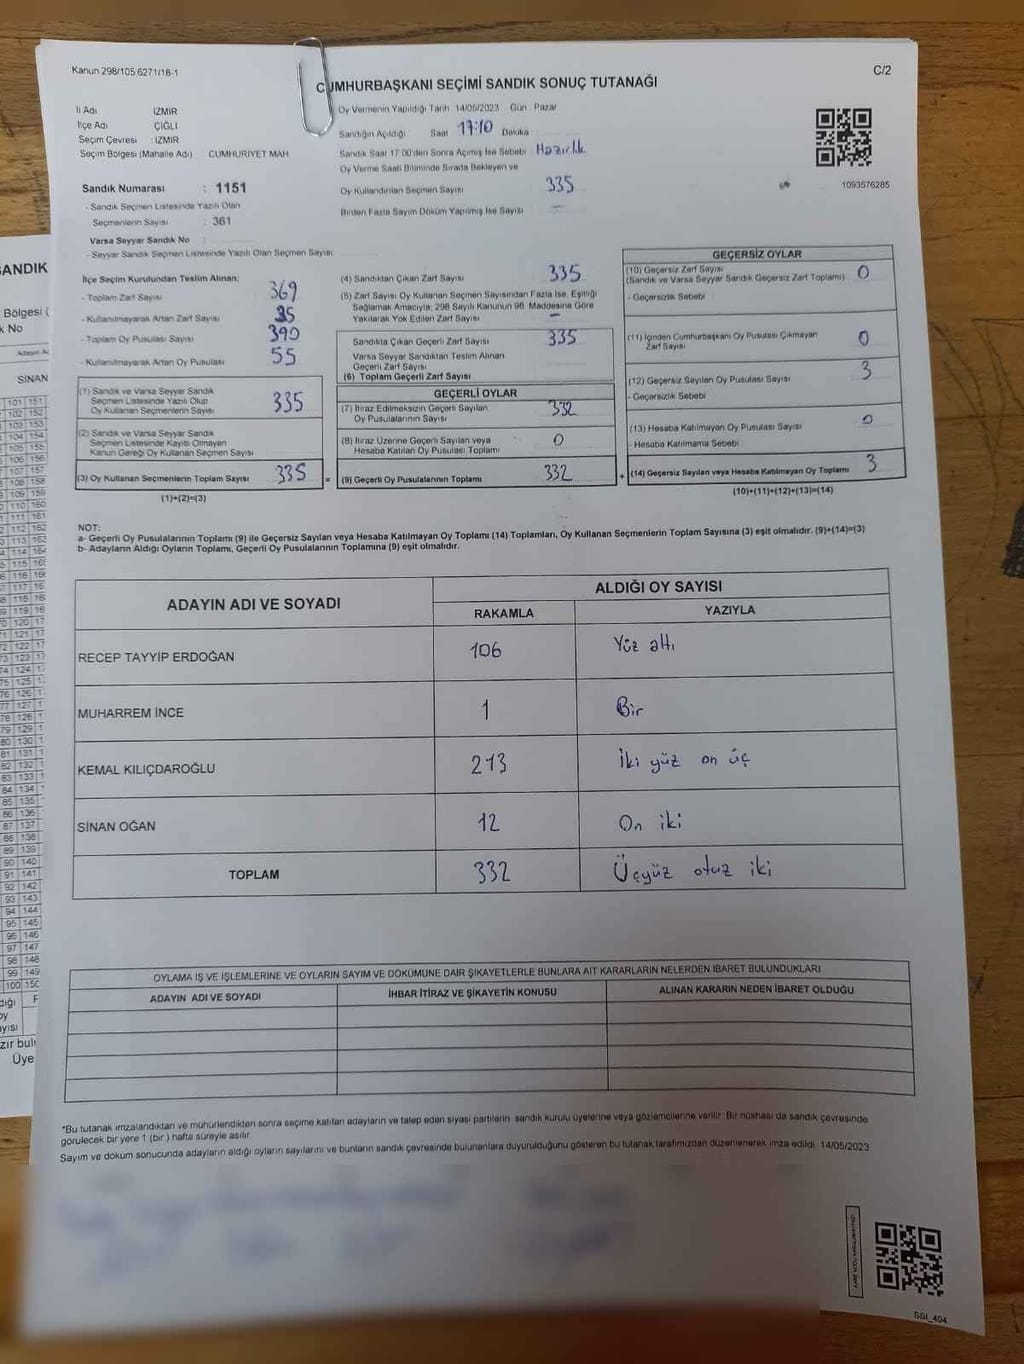 Kanun 298/105 6271/18-1
C/2
CUMHURBAŞKANI SEÇİMİ SANDIK SONUÇ TUTANAĞI
İl Adı İZMİR
İlçe Adı ÇİĞLİ
Seçim Çevresi : İZMİR
Seçim Bölgesi (Mahalle Adı) CUMHURİYET MAH
Sandık Numarası : 1151
- Sandık Seçmen Listesinde Yazılı Olan
Seçmenlerin Sayısı : 361
Varsa Seyyar Sandık No
- Seyyar Sandık Seçmen Listesinde Yazılı Olan Seçmen Sayısı
Oy Vermenin Yapıldığı Tarih 14/05/2023 Gün : Pazar
Sandığın Açıldığı Saat 17:10 Dakika
Sandık Saat 17.00'den Sonra Açmış İse Sebebi : Hazırlık
Oy Verme Saati Bitiminde Sırada Bekleyen ve
Oy Kullandırılan Seçmen Sayısı 335
Birden Fazla Sayım Döküm Yapılmış İse Sayısı —
1093576285
İlçe Seçim Kurulundan Teslim Alınan;
- Toplam Zarf Sayısı 369
- Kullanılmayarak Artan Zarf Sayısı 35
- Toplam Oy Pusulası Sayısı 390
- Kullanılmayarak Artan Oy Pusulası 55
(1) Sandık ve Varsa Seyyar Sandık
Seçmen Listesinde Yazılı Olup
Oy Kullanan Seçmenlerin Sayısı 335
(2) Sandık ve Varsa Seyyar Sandık
Seçmen Listesinde Kayıtlı Olmayan
Kanun Gereği Oy Kullanan Seçmen Sayısı
(3) Oy Kullanan Seçmenlerin Toplam Sayısı 335 =
(1)+(2)=(3)
(4) Sandıktan Çıkan Zarf Sayısı 335
(5) Zarf Sayısı Oy Kullanan Seçmen Sayısından Fazla İse, Eşitliği
Sağlamak Amacıyla; 298 Sayılı Kanunun 98. Maddesine Göre
Yakılarak Yok Edilen Zarf Sayısı —
Sandıkta Çıkan Geçerli Zarf Sayısı 335
Varsa Seyyar Sandıktan Teslim Alınan
Geçerli Zarf Sayısı
(6) Toplam Geçerli Zarf Sayısı
GEÇERLİ OYLAR
(7) İtiraz Edilmeksizin Geçerli Sayılan
Oy Pusulalarının Sayısı 332
(8) İtiraz Üzerine Geçerli Sayılan veya
Hesaba Katılan Oy Pusulası Toplamı 0
(9) Geçerli Oy Pusulalarının Toplamı 332 +
GEÇERSİZ OYLAR
(10) Geçersiz Zarf Sayısı
(Sandık ve Varsa Seyyar Sandık Geçersiz Zarf Toplamı) 0
- Geçersizlik Sebebi
(11) İçinden Cumhurbaşkanı Oy Pusulası Çıkmayan
Zarf Sayısı 0
(12) Geçersiz Sayılan Oy Pusulası Sayısı 3
- Geçersizlik Sebebi
(13) Hesaba Katılmayan Oy Pusulası Sayısı 0
- Hesaba Katılmama Sebebi
(14) Geçersiz Sayılan veya Hesaba Katılmayan Oy Toplamı 3
(10)+(11)+(12)+(13)=(14)
NOT:
a- Geçerli Oy Pusulalarının Toplamı (9) ile Geçersiz Sayılan veya Hesaba Katılmayan Oy Toplamı (14) Toplamları, Oy Kullanan Seçmenlerin Toplam Sayısına (3) eşit olmalıdır. (9)+(14)=(3)
b- Adayların Aldığı Oyların Toplamı, Geçerli Oy Pusulalarının Toplamına (9) eşit olmalıdır.
ADAYIN ADI VE SOYADI
ALDIĞI OY SAYISI
RAKAMLA YAZIYLA
RECEP TAYYİP ERDOĞAN 106 Yüz altı
MUHARREM İNCE 1 Bir
KEMAL KILIÇDAROĞLU 213 İki yüz on üç
SİNAN OĞAN 12 On iki
TOPLAM 332 Üçyüz otuz iki
OYLAMA İŞ VE İŞLEMLERİNE VE OYLARIN SAYIM VE DÖKÜMÜNE DAİR ŞİKAYETLERLE BUNLARA AİT KARARLARIN NELERDEN İBARET BULUNDUKLARI
ADAYIN ADI VE SOYADI İHBAR İTİRAZ VE ŞİKAYETİN KONUSU ALINAN KARARIN NEDEN İBARET OLDUĞU
*Bu tutanak imzalandıktan ve mühürlendikten sonra seçime katılan adayların ve talep eden siyasi partilerin sandık kurulu üyelerine veya gözlemcilerine verilir. Bir nüshası da sandık çevresinde
görülecek bir yere 1 (bir) hafta süreyle asılır.
Sayım ve döküm sonucunda adayların aldığı oyların sayılarını ve bunların sandık çevresinde bulunanlara duyurulduğunu gösteren bu tutanak tarafımızdan düzenlenerek imza edildi. 14/05/2023
SSI_404